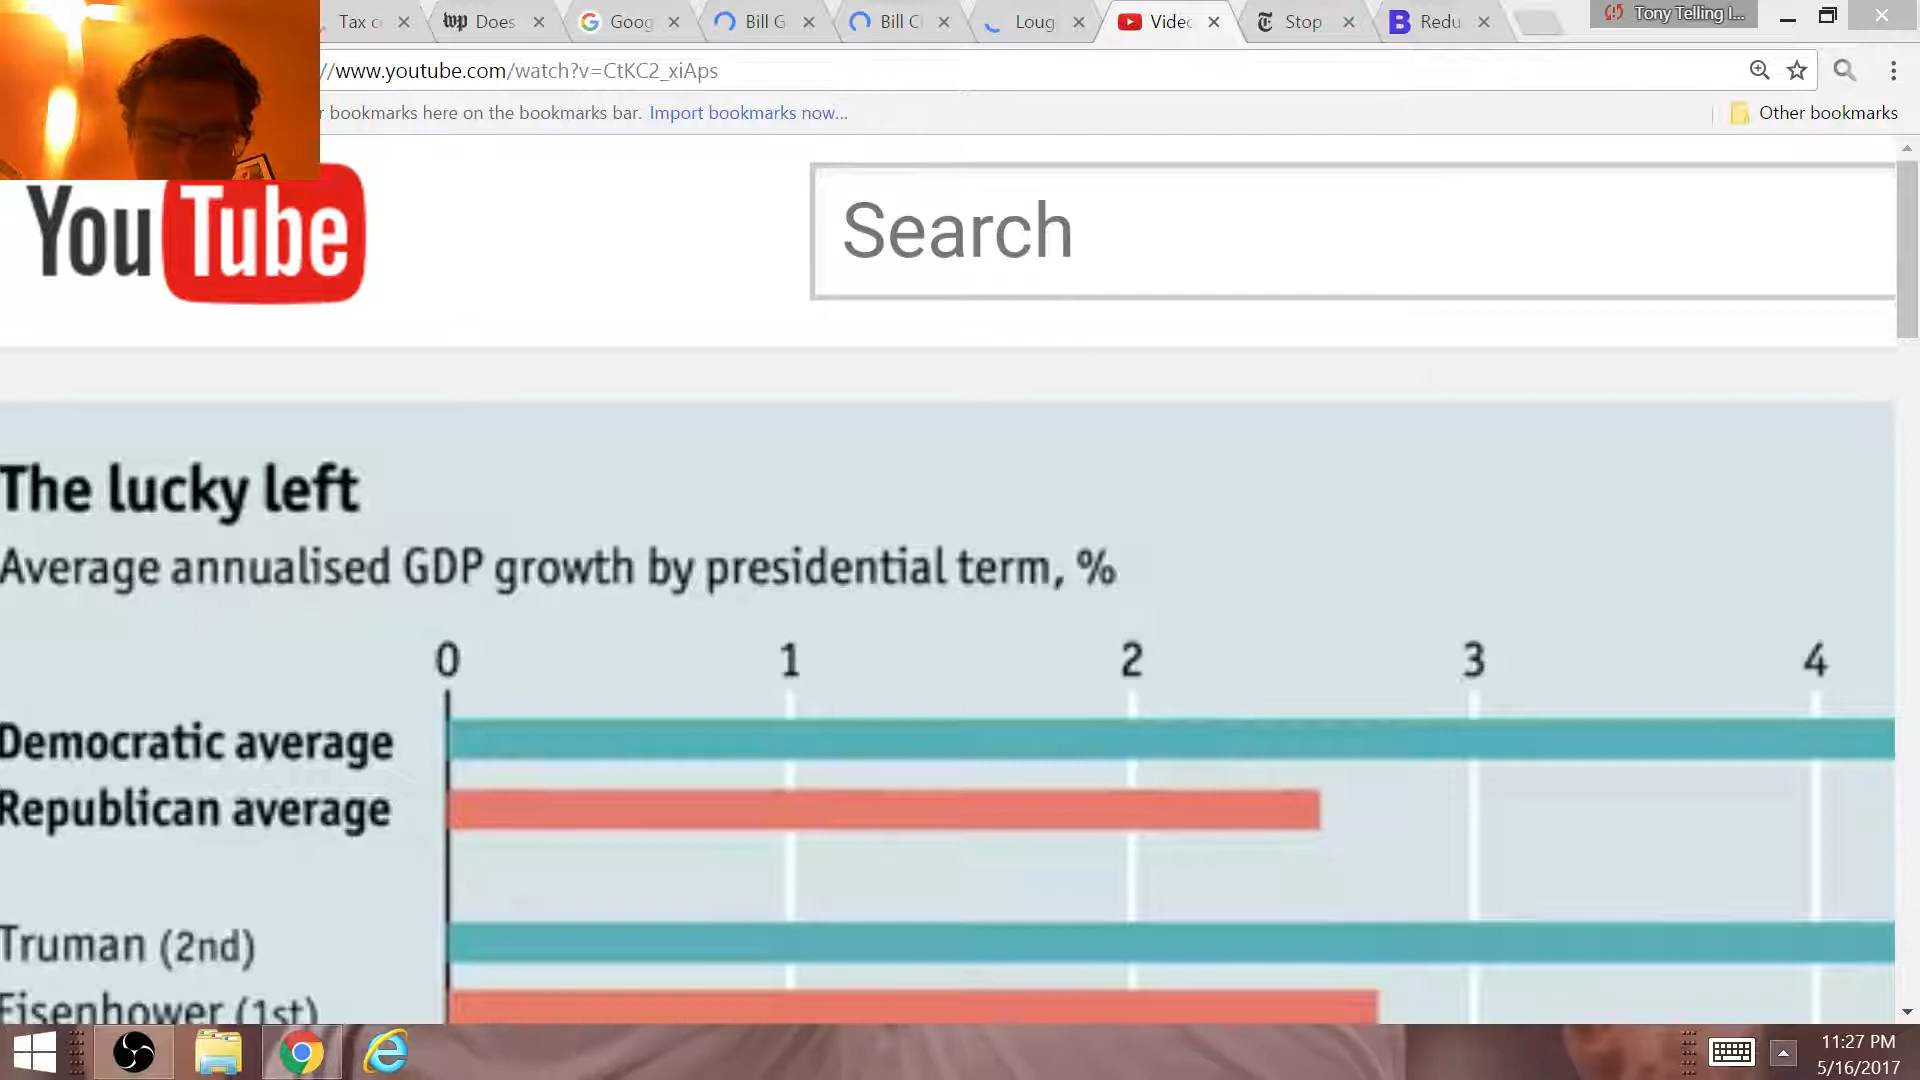 Tax c
wp Does
Goog
Bill G
Bill C
Loug
Videc
Stop
B Redu
Tony Telling l...
//www.youtube.com/watch?v=CtKC2_xiAps
r bookmarks here on the bookmarks bar. Import bookmarks now...
Other bookmarks
YouTube
Search
The lucky left
Average annualised GDP growth by presidential term, %
0 1 2 3 4
Democratic average
Republican average
Truman (2nd)
Eisenhower (1st)
11:27 PM
5/16/2017